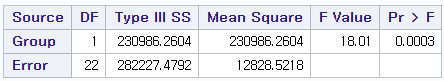 Source DF Type III SS Mean Square F Value Pr > F
Group 1 230986.2604 230986.2604 18.01 0.0003
Error 22 282227.4792 12828.5218